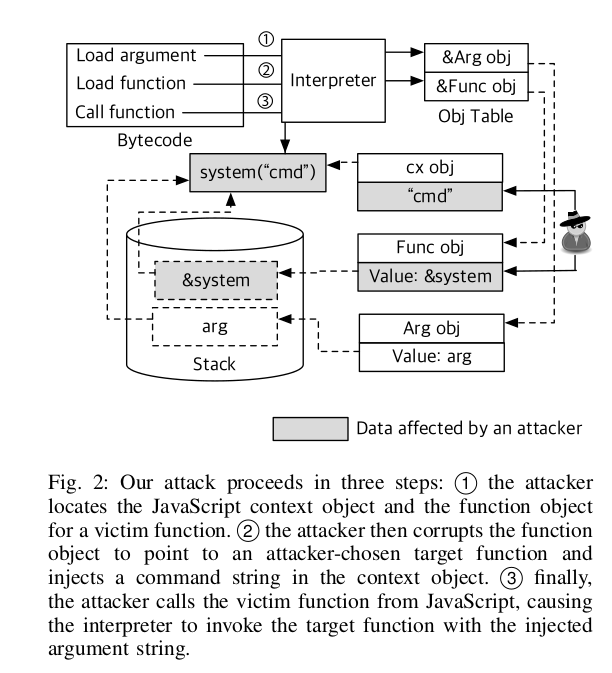 ①
Load argument
Load function
Call function
②
③
Interpreter
&Arg obj
&Func obj
Obj Table
Bytecode
system(“cmd”)
cx obj
“cmd”
Func obj
Value: &system
&system
arg
Stack
Arg obj
Value: arg
Data affected by an attacker
Fig. 2: Our attack proceeds in three steps: ① the attacker
locates the JavaScript context object and the function object
for a victim function. ② the attacker then corrupts the function
object to point to an attacker-chosen target function and
injects a command string in the context object. ③ finally,
the attacker calls the victim function from JavaScript, causing
the interpreter to invoke the target function with the injected
argument string.